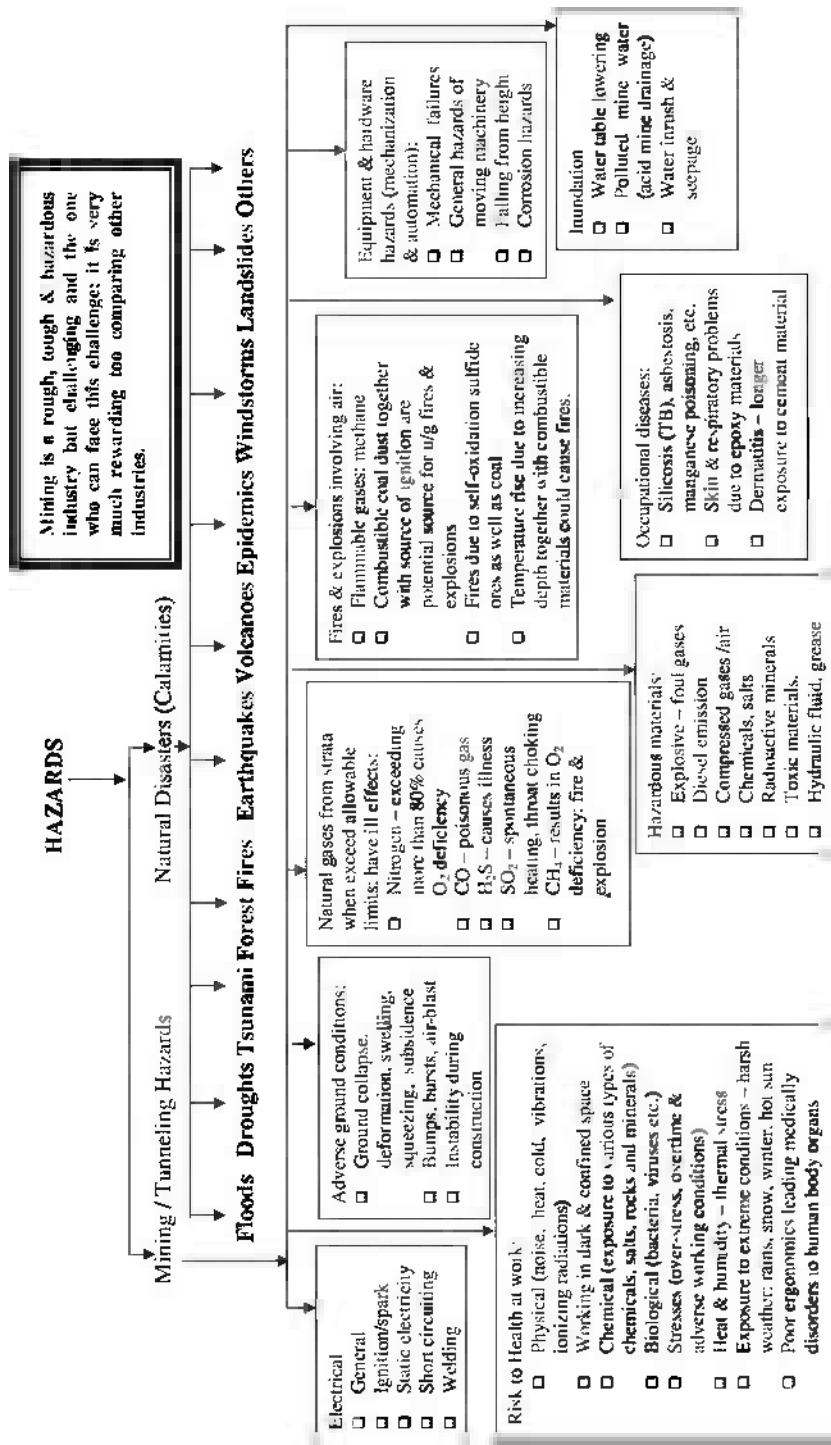 HAZARDS
Mining is a rough, tough & hazardous
industry but challenging and the one
who can face this challenge; it is very
much rewarding too comparing other
industries.
Mining / Tunneling Hazards
Natural Disasters (Calamities)
Floods Droughts Tsunami Forest Fires Earthquakes Volcanoes Epidemics Windstorms Landslides Others
Electrical
General
Ignition/spark
Static electricity
Short circuiting
Welding
Adverse ground conditions:
Ground collapse,
deformation, swelling,
squeezing, subsidence
Bumps, bursts, air-blast
Instability during
construction
Natural gases from strata
when exceed allowable
limits: have ill effects:
Nitrogen – exceeding
more than 80% causes
O₂ deficiency
CO – poisonous gas
H₂S – causes illness
SO₂ – spontaneous
heating, throat choking
CH₄ – results in O₂
deficiency; fire &
explosion
Fires & explosions involving air:
Flammable gases: methane
Combustible coal dust together
with source of ignition are
potential source for u/g fires &
explosions
Fires due to self-oxidation sulfide
ores as well as coal
Temperature rise due to increasing
depth together with combustible
materials could cause fires.
Equipment & hardware
hazards (mechanization
& automation):
Mechanical failures
General hazards of
moving machinery
Falling from height
Corrosion hazards
Risk to Health at work:
Physical (noise, heat, cold, vibrations,
ionizing radiations)
Working in dark & confined space
Chemical (exposure to various types of
chemicals, salts, rocks and minerals)
Biological (bacteria, viruses etc.)
Stresses (over-stress, overtime &
adverse working conditions)
Heat & humidity – thermal stress
Exposure to extreme conditions – harsh
weather: rains, snow, winter, hot sun
Poor ergonomics leading medically
disorders to human body organs
Hazardous materials:
Explosive – foul gases
Diesel emission
Compressed gases /air
Chemicals, salts
Radioactive minerals
Toxic materials.
Hydraulic fluid, grease
Occupational diseases:
Silicosis (TB), asbestosis,
manganese poisoning, etc.
Skin & respiratory problems
due to epoxy materials
Dermatitis – longer
exposure to cement material
Inundation
Water table lowering
Polluted mine water
(acid mine drainage)
Water inrush &
seepage